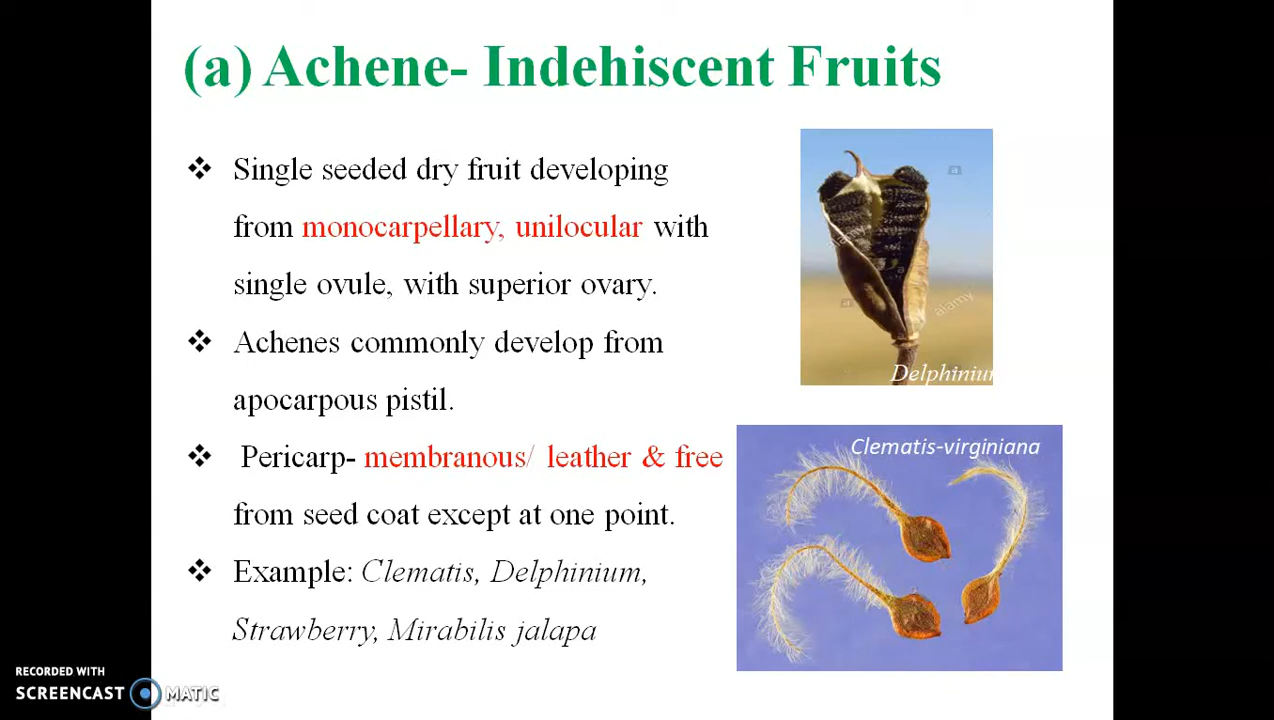 (a) Achene- Indehiscent Fruits
❖ Single seeded dry fruit developing
from monocarpellary, unilocular with
single ovule, with superior ovary.
❖ Achenes commonly develop from
apocarpous pistil.
❖ Pericarp- membranous/ leather & free
from seed coat except at one point.
❖ Example: Clematis, Delphinium,
Strawberry, Mirabilis jalapa
a
a
a
alamy
Delphinium
Clematis-virginiana
RECORDED WITH
SCREENCAST MATIC